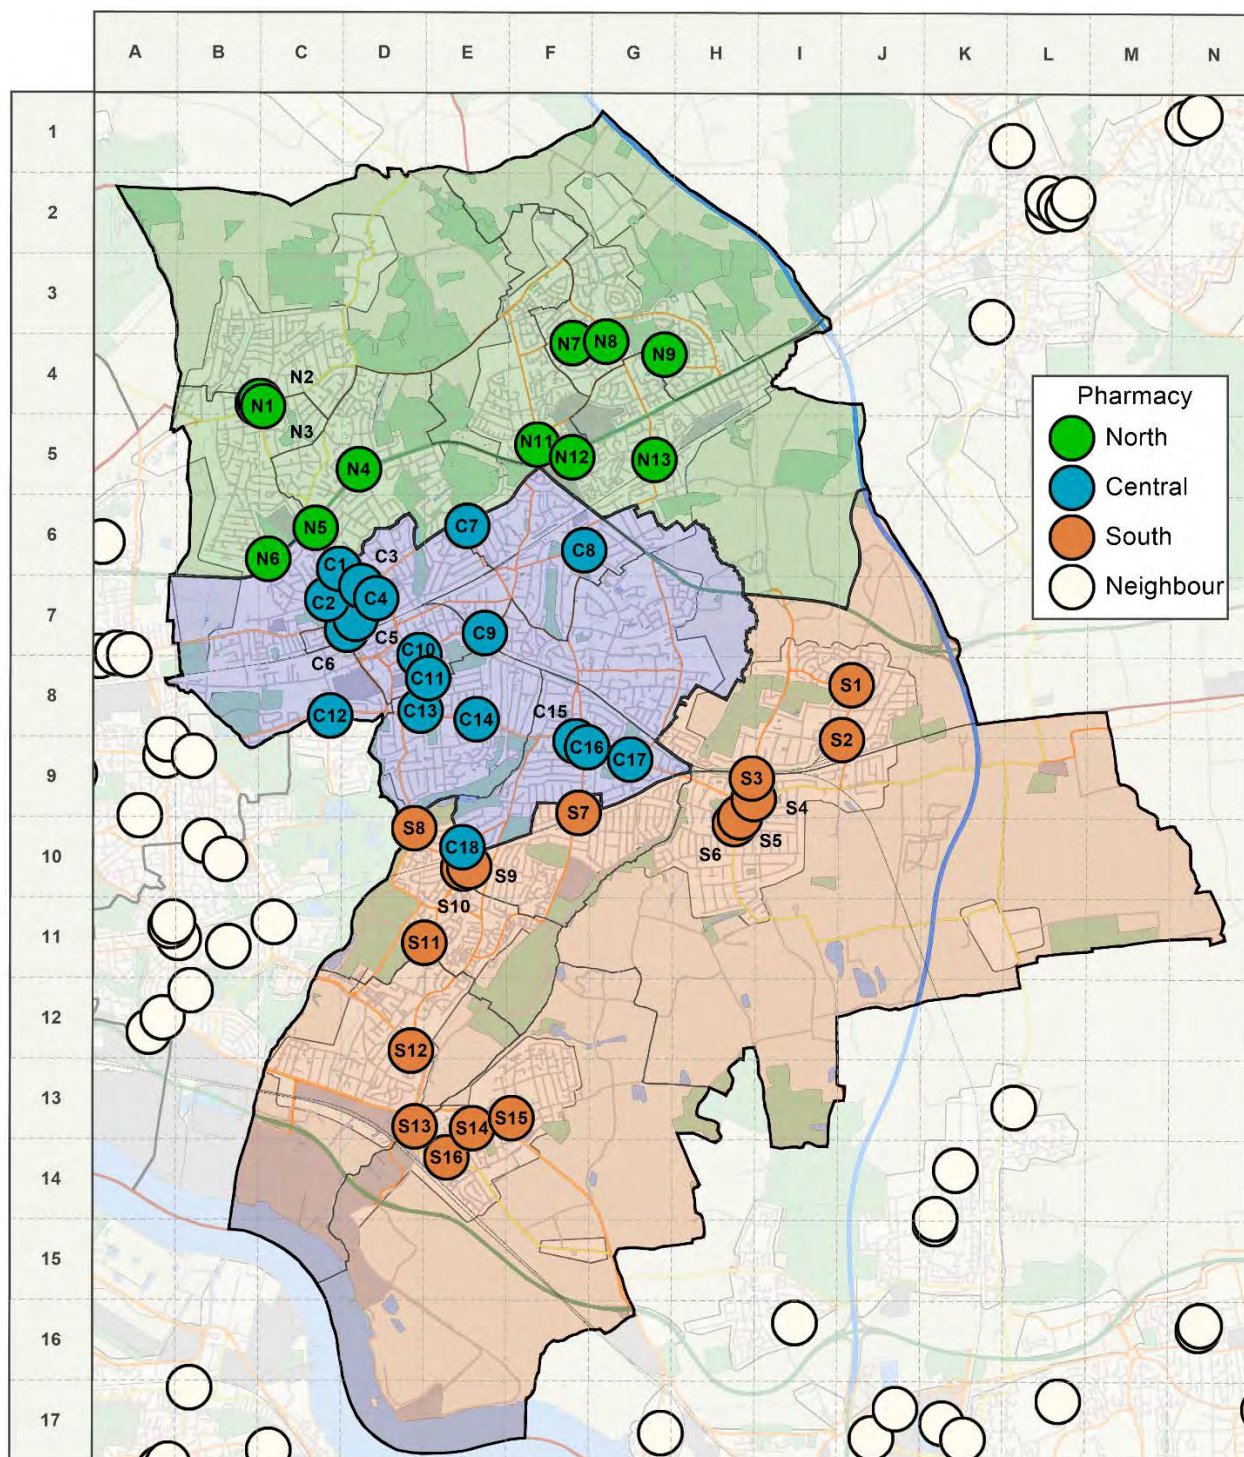 A B C D E F G H I J K L M N
1
2
3
4
5
6
7
8
9
10
11
12
13
14
15
16
17
Pharmacy
North
Central
South
Neighbour
N7 N8 N9
N2
N1
N3
N11
N12 N13
N4
N5
N6
C7
C8
C1 C3
C2 C4
C5
C6
C9
C10
C11
C12 C13 C14
C15
C16
C17
S1
S2
S3
S4
S5
S6
S7
S8
C18
S9
S10
S11
S12
S13 S14 S15
S16